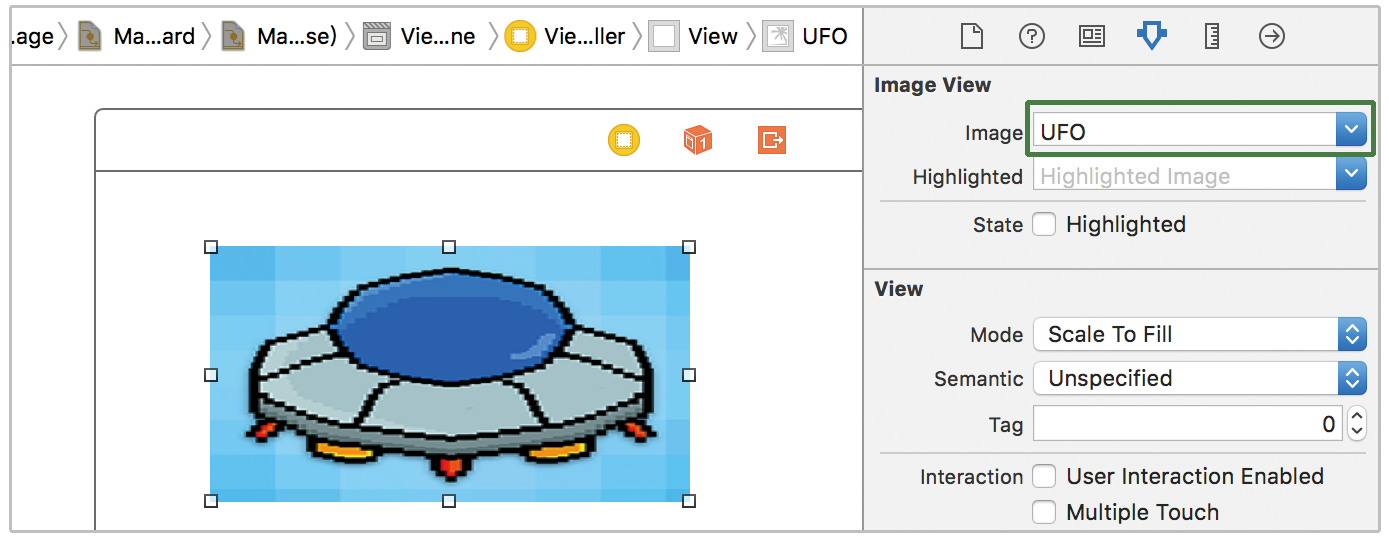 .age Ma...ard Ma...se) Vie...ne Vie...ller View UFO
Image View
Image UFO
Highlighted Highlighted Image
State Highlighted
View
Mode Scale To Fill
Semantic Unspecified
Tag 0
Interaction User Interaction Enabled
Multiple Touch